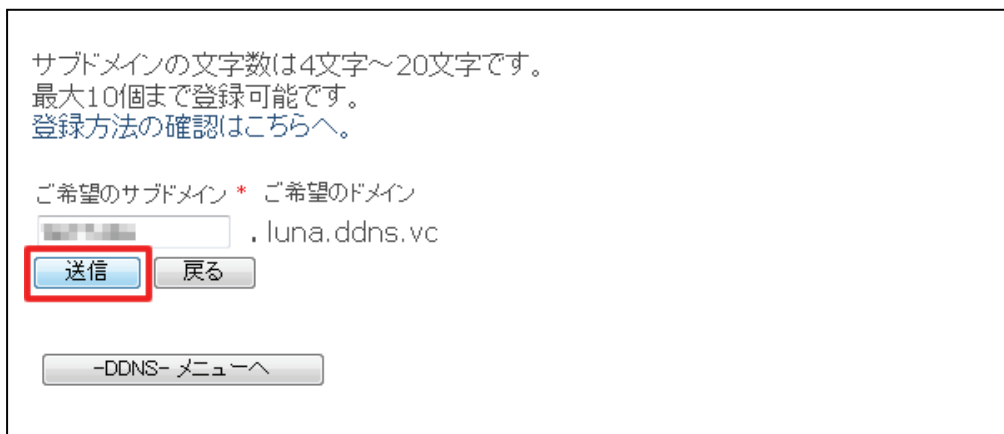 サブドメインの文字数は4文字～20文字です。
最大10個まで登録可能です。
登録方法の確認はこちらへ。
ご希望のサブドメイン * ご希望のドメイン
. luna.ddns.vc
送信 戻る
-DDNS- メニューへ